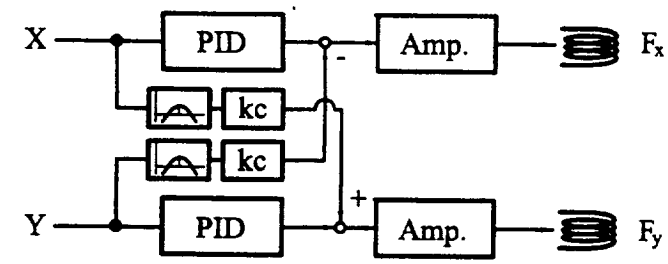 X PID - Amp. Fx
kc
kc
Y PID + Amp. Fy